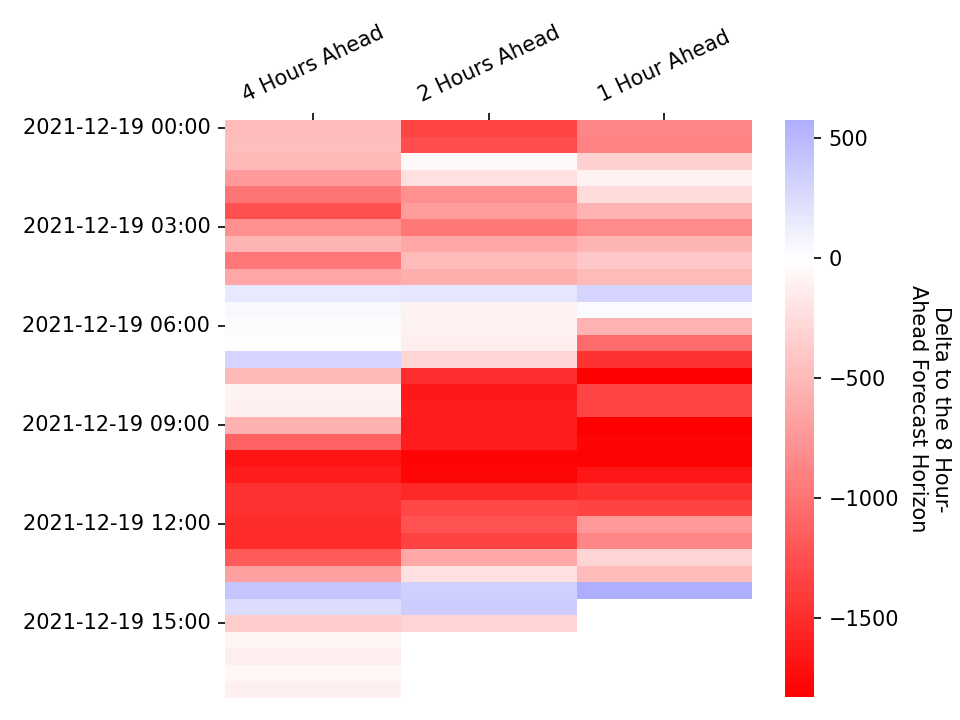 4 Hours Ahead
2 Hours Ahead
1 Hour Ahead
2021-12-19 00:00
2021-12-19 03:00
2021-12-19 06:00
2021-12-19 09:00
2021-12-19 12:00
2021-12-19 15:00
500
0
−500
−1000
−1500
Delta to the 8 Hour-
Ahead Forecast Horizon